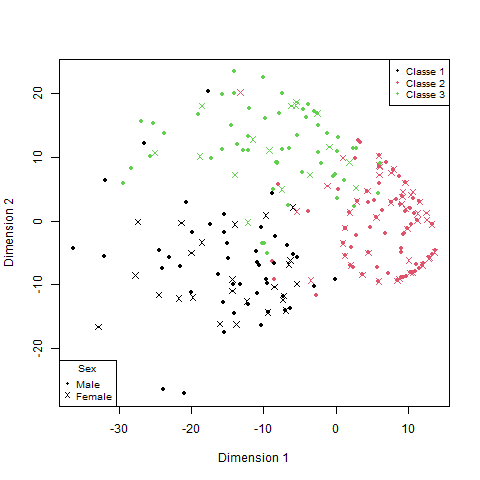 Classe 1
Classe 2
Classe 3
20
10
0
-10
-20
Dimension 2
Sex
Male
Female
-30 -20 -10 0 10
Dimension 1